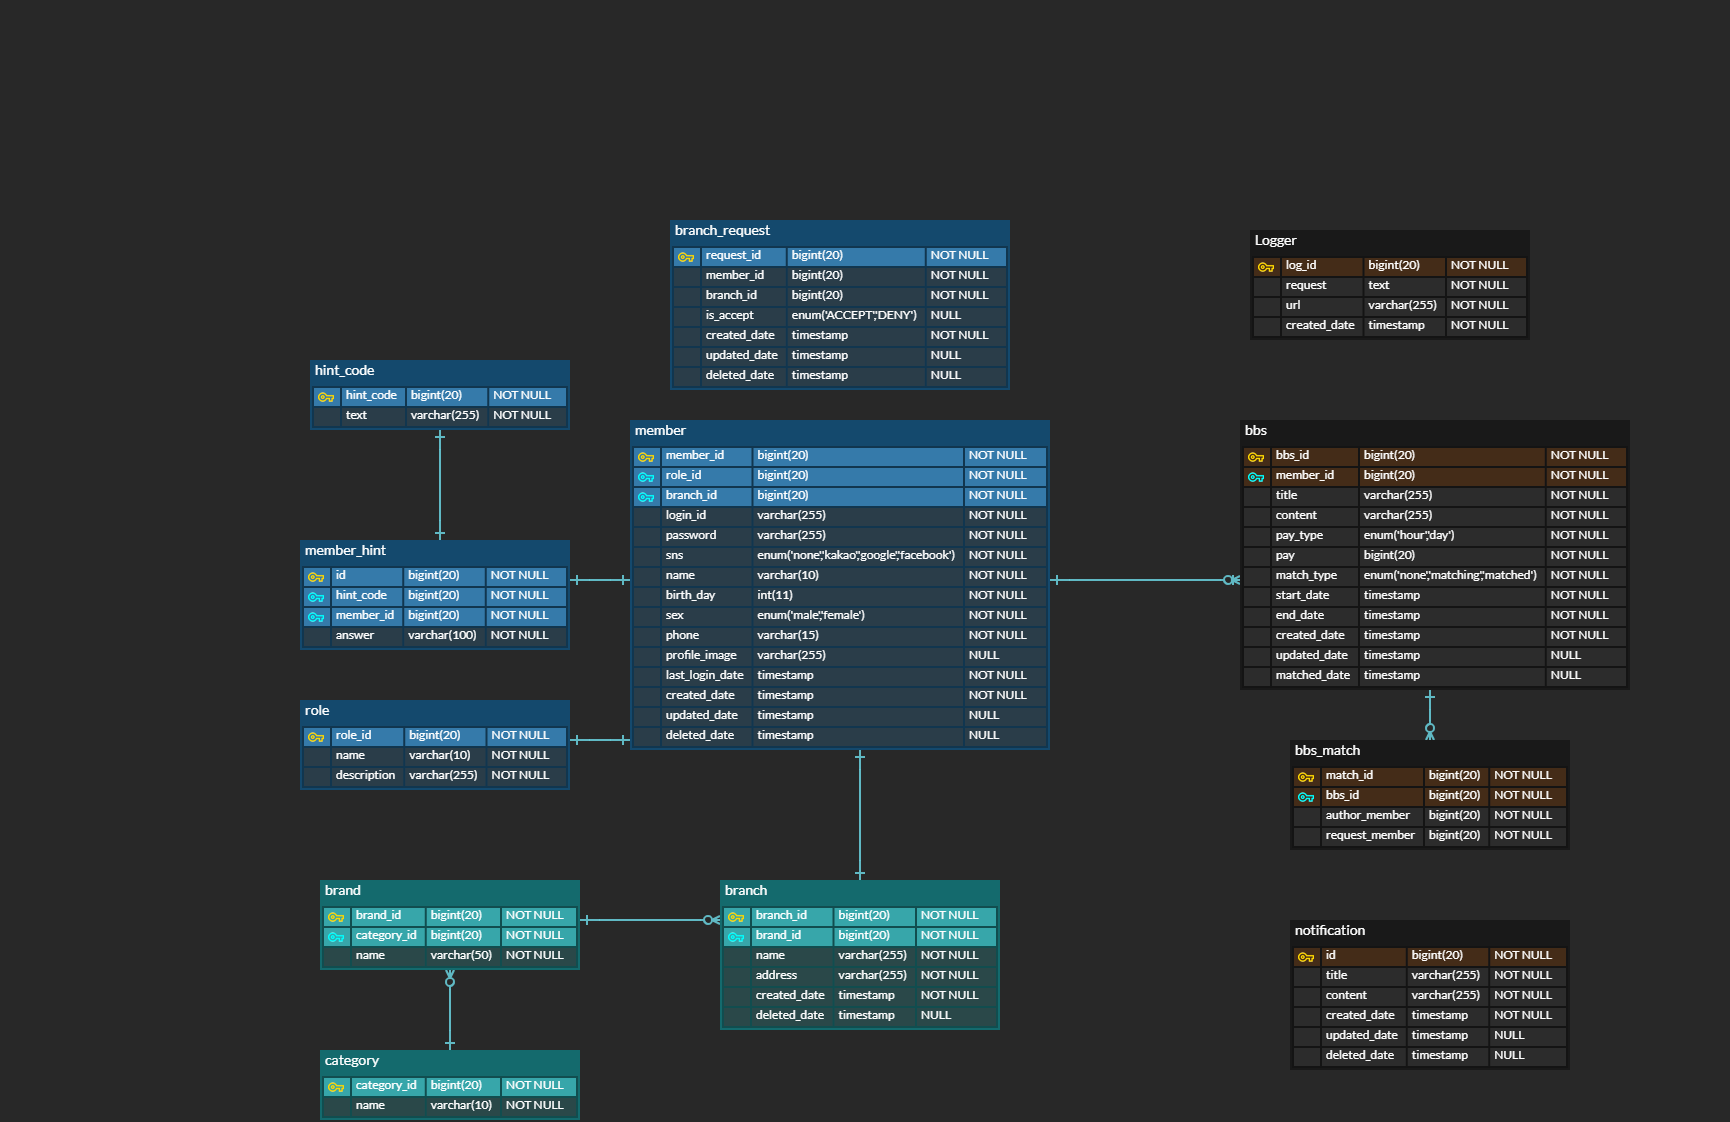 branch_request
request_id bigint(20) NOT NULL
member_id bigint(20) NOT NULL
branch_id bigint(20) NOT NULL
is_accept enum('ACCEPT','DENY') NULL
created_date timestamp NOT NULL
updated_date timestamp NULL
deleted_date timestamp NULL
Logger
log_id bigint(20) NOT NULL
request text NOT NULL
url varchar(255) NOT NULL
created_date timestamp NOT NULL
hint_code
hint_code bigint(20) NOT NULL
text varchar(255) NOT NULL
member
member_id bigint(20) NOT NULL
role_id bigint(20) NOT NULL
branch_id bigint(20) NOT NULL
login_id varchar(255) NOT NULL
password varchar(255) NOT NULL
sns enum('none','kakao','google','facebook') NOT NULL
name varchar(10) NOT NULL
birth_day int(11) NOT NULL
sex enum('male','female') NOT NULL
phone varchar(15) NOT NULL
profile_image varchar(255) NULL
last_login_date timestamp NOT NULL
created_date timestamp NOT NULL
updated_date timestamp NULL
deleted_date timestamp NULL
bbs
bbs_id bigint(20) NOT NULL
member_id bigint(20) NOT NULL
title varchar(255) NOT NULL
content varchar(255) NOT NULL
pay_type enum('hour','day') NOT NULL
pay bigint(20) NOT NULL
match_type enum('none','matching','matched') NOT NULL
start_date timestamp NOT NULL
end_date timestamp NOT NULL
created_date timestamp NOT NULL
updated_date timestamp NULL
matched_date timestamp NULL
member_hint
id bigint(20) NOT NULL
hint_code bigint(20) NOT NULL
member_id bigint(20) NOT NULL
answer varchar(100) NOT NULL
role
role_id bigint(20) NOT NULL
name varchar(10) NOT NULL
description varchar(255) NOT NULL
bbs_match
match_id bigint(20) NOT NULL
bbs_id bigint(20) NOT NULL
author_member bigint(20) NOT NULL
request_member bigint(20) NOT NULL
brand
brand_id bigint(20) NOT NULL
category_id bigint(20) NOT NULL
name varchar(50) NOT NULL
branch
branch_id bigint(20) NOT NULL
brand_id bigint(20) NOT NULL
name varchar(255) NOT NULL
address varchar(255) NOT NULL
created_date timestamp NOT NULL
deleted_date timestamp NULL
notification
id bigint(20) NOT NULL
title varchar(255) NOT NULL
content varchar(255) NOT NULL
created_date timestamp NOT NULL
updated_date timestamp NULL
deleted_date timestamp NULL
category
category_id bigint(20) NOT NULL
name varchar(10) NOT NULL